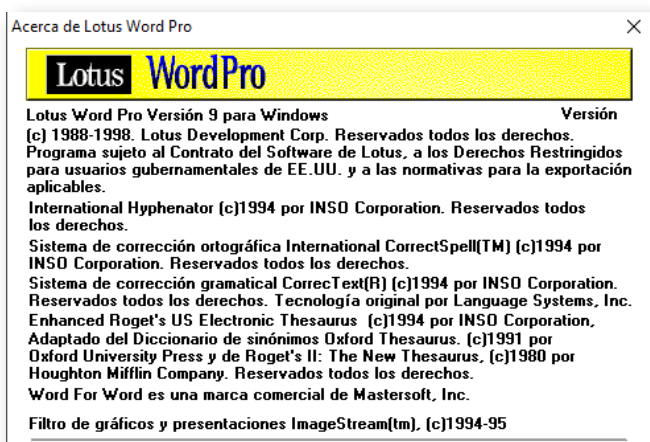 Acerca de Lotus Word Pro
Lotus WordPro
Lotus Word Pro Versión 9 para Windows Versión
(c) 1988-1998. Lotus Development Corp. Reservados todos los derechos.
Programa sujeto al Contrato del Software de Lotus, a los Derechos Restringidos
para usuarios gubernamentales de EE.UU. y a las normativas para la exportación
aplicables.
International Hyphenator (c)1994 por INSO Corporation. Reservados todos
los derechos.
Sistema de corrección ortográfica International CorrectSpell(TM) (c)1994 por
INSO Corporation. Reservados todos los derechos.
Sistema de corrección gramatical CorrecText(R) (c)1994 por INSO Corporation.
Reservados todos los derechos. Tecnología original por Language Systems, Inc.
Enhanced Roget's US Electronic Thesaurus (c)1994 por INSO Corporation,
Adaptado del Diccionario de sinónimos Oxford Thesaurus. (c)1991 por
Oxford University Press y de Roget's II: The New Thesaurus, (c)1980 por
Houghton Mifflin Company. Reservados todos los derechos.
Word For Word es una marca comercial de Mastersoft, Inc.
Filtro de gráficos y presentaciones ImageStream(tm), (c)1994-95